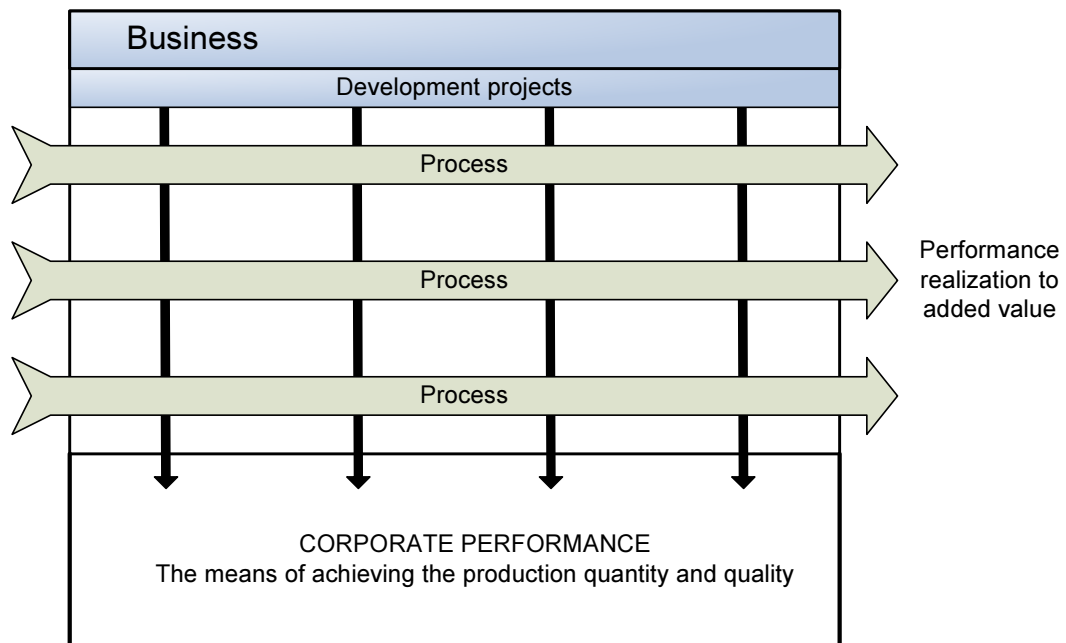 Business
Development projects
Process
Process
Performance
realization to
added value
Process
CORPORATE PERFORMANCE
The means of achieving the production quantity and quality